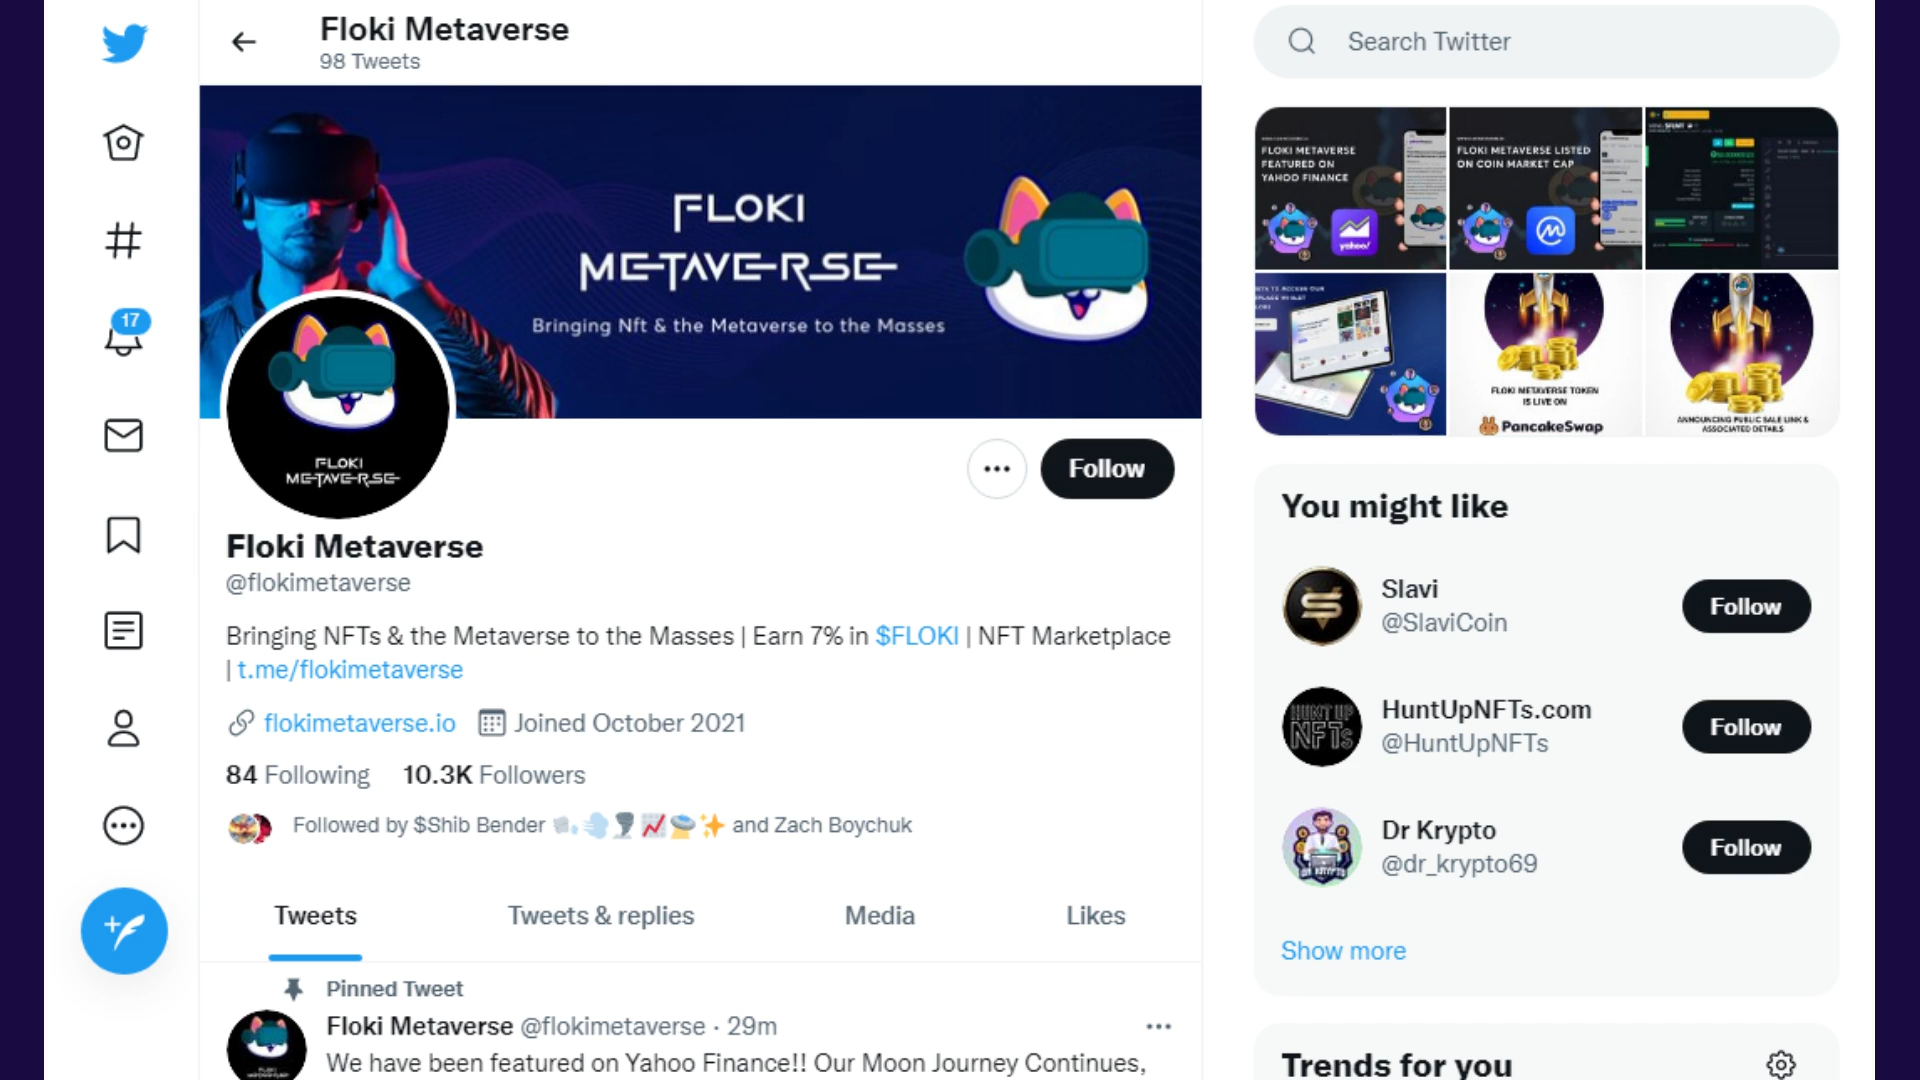 Floki Metaverse
98 Tweets
FLOKI
METAVERSE
Bringing Nft & the Metaverse to the Masses
FLOKI
METAVERSE
Follow
Floki Metaverse
@flokimetaverse
Bringing NFTs & the Metaverse to the Masses | Earn 7% in $FLOKI | NFT Marketplace
| t.me/flokimetaverse
flokimetaverse.io Joined October 2021
84 Following 10.3K Followers
Followed by $Shib Bender and Zach Boychuk
Tweets Tweets & replies Media Likes
Pinned Tweet
Floki Metaverse @flokimetaverse · 29m
We have been featured on Yahoo Finance!! Our Moon Journey Continues,
17
Search Twitter
FLOKI METAVERSE
FEATURED ON
YAHOO FINANCE
yahoo!
FLOKI METAVERSE LISTED
ON COIN MARKET CAP
FLOKI METAVERSE TOKEN
IS LIVE ON
PancakeSwap
ANNOUNCING PUBLIC SALE LINK &
ASSOCIATED DETAILS
You might like
Slavi
@SlaviCoin
Follow
HUNT UP
NFTs
HuntUpNFTs.com
@HuntUpNFTs
Follow
Dr Krypto
@dr_krypto69
Follow
Show more
Trends for you